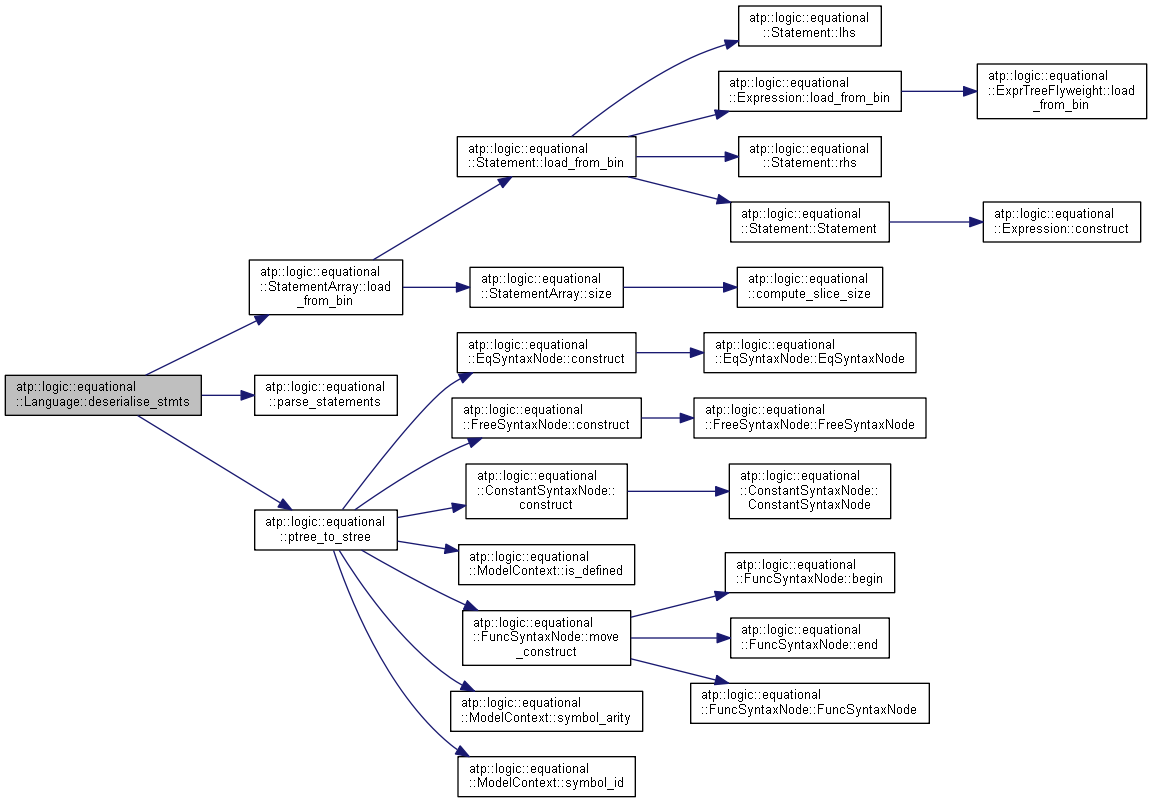 atp::logic::equational
::Statement::lhs
atp::logic::equational
::Expression::load_from_bin
atp::logic::equational
::ExprTreeFlyweight::load
_from_bin
atp::logic::equational
::Statement::load_from_bin
atp::logic::equational
::Statement::rhs
atp::logic::equational
::Statement::Statement
atp::logic::equational
::Expression::construct
atp::logic::equational
::StatementArray::load
_from_bin
atp::logic::equational
::StatementArray::size
atp::logic::equational
::compute_slice_size
atp::logic::equational
::EqSyntaxNode::construct
atp::logic::equational
::EqSyntaxNode::EqSyntaxNode
atp::logic::equational
::Language::deserialise_stmts
atp::logic::equational
::parse_statements
atp::logic::equational
::FreeSyntaxNode::construct
atp::logic::equational
::FreeSyntaxNode::FreeSyntaxNode
atp::logic::equational
::ConstantSyntaxNode::
construct
atp::logic::equational
::ConstantSyntaxNode::
ConstantSyntaxNode
atp::logic::equational
::ptree_to_stree
atp::logic::equational
::ModelContext::is_defined
atp::logic::equational
::FuncSyntaxNode::begin
atp::logic::equational
::FuncSyntaxNode::move
_construct
atp::logic::equational
::FuncSyntaxNode::end
atp::logic::equational
::FuncSyntaxNode::FuncSyntaxNode
atp::logic::equational
::ModelContext::symbol_arity
atp::logic::equational
::ModelContext::symbol_id